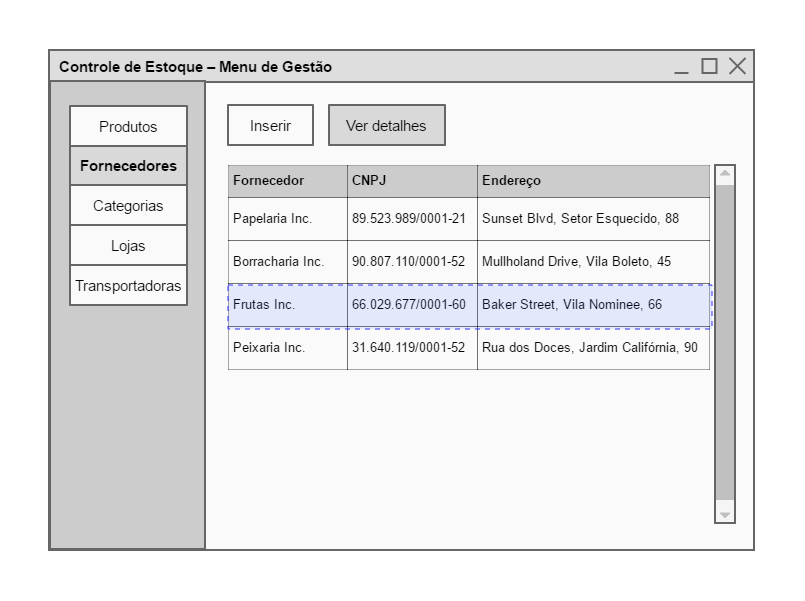 Controle de Estoque – Menu de Gestão
Produtos
Fornecedores
Categorias
Lojas
Transportadoras
Inserir
Ver detalhes
Fornecedor CNPJ Endereço
Papelaria Inc. 89.523.989/0001-21 Sunset Blvd, Setor Esquecido, 88
Borracharia Inc. 90.807.110/0001-52 Mullholand Drive, Vila Boleto, 45
Frutas Inc. 66.029.677/0001-60 Baker Street, Vila Nominee, 66
Peixaria Inc. 31.640.119/0001-52 Rua dos Doces, Jardim Califórnia, 90